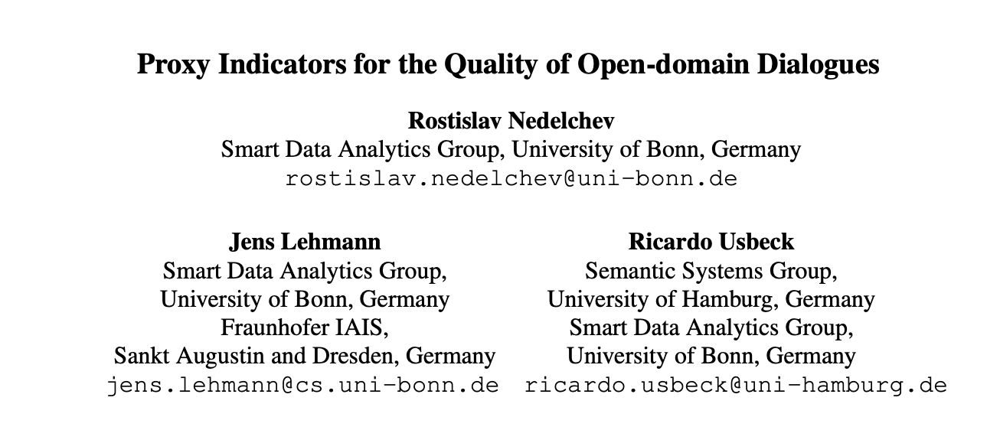 Proxy Indicators for the Quality of Open-domain Dialogues
Rostislav Nedelchev
Smart Data Analytics Group, University of Bonn, Germany
rostislav.nedelchev@uni-bonn.de
Jens Lehmann
Smart Data Analytics Group,
University of Bonn, Germany
Fraunhofer IAIS,
Sankt Augustin and Dresden, Germany
jens.lehmann@cs.uni-bonn.de
Ricardo Usbeck
Semantic Systems Group,
University of Hamburg, Germany
Smart Data Analytics Group,
University of Bonn, Germany
ricardo.usbeck@uni-hamburg.de